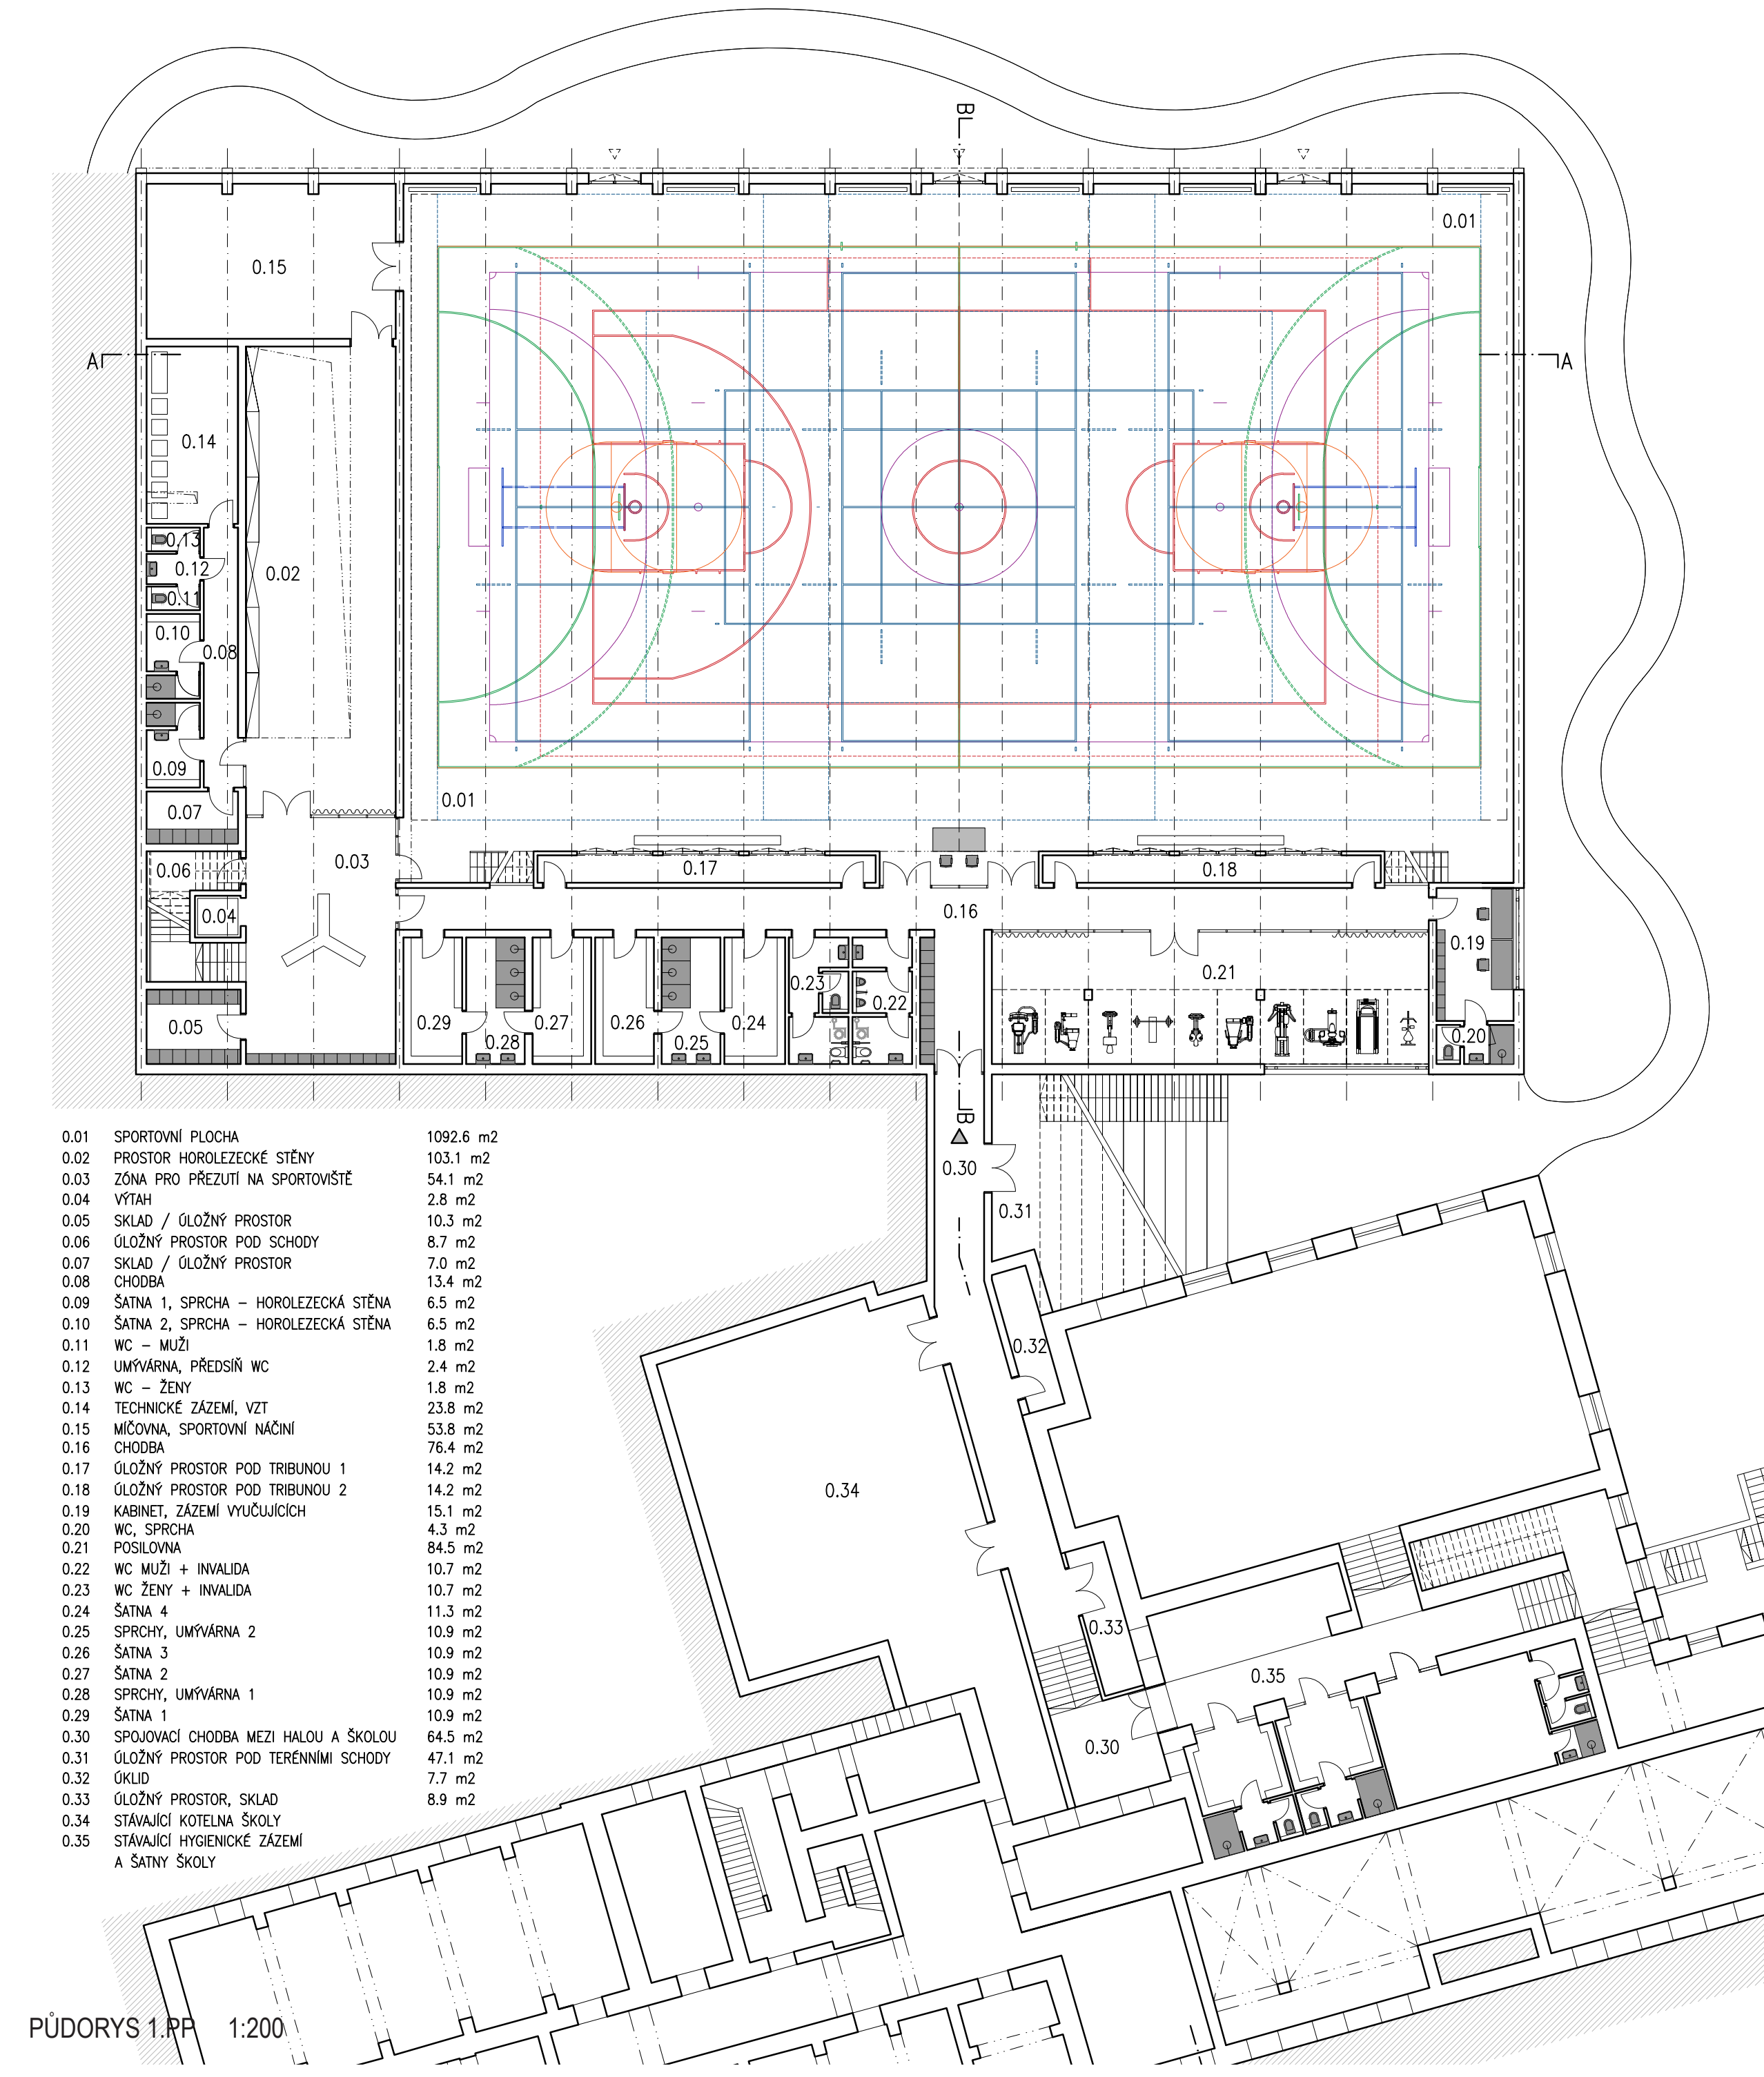 B
0.01
0.15
A
A
0.14
0.13
0.12
0.02
0.11
0.10
0.08
0.09
0.01
0.07
0.03
0.06
0.17
0.18
0.04
0.16
0.19
0.21
0.23
0.22
0.05
0.29
0.27
0.26
0.24
0.28
0.25
0.20
B
0.30
0.31
0.32
0.34
0.33
0.35
0.30
0.01 SPORTOVNÍ PLOCHA 1092.6 m2
0.02 PROSTOR HOROLEZECKÉ STĚNY 103.1 m2
0.03 ZÓNA PRO PŘEZUTÍ NA SPORTOVIŠTĚ 54.1 m2
0.04 VÝTAH 2.8 m2
0.05 SKLAD / ÚLOŽNÝ PROSTOR 10.3 m2
0.06 ÚLOŽNÝ PROSTOR POD SCHODY 8.7 m2
0.07 SKLAD / ÚLOŽNÝ PROSTOR 7.0 m2
0.08 CHODBA 13.4 m2
0.09 ŠATNA 1, SPRCHA – HOROLEZECKÁ STĚNA 6.5 m2
0.10 ŠATNA 2, SPRCHA – HOROLEZECKÁ STĚNA 6.5 m2
0.11 WC – MUŽI 1.8 m2
0.12 UMÝVÁRNA, PŘEDSÍŇ WC 2.4 m2
0.13 WC – ŽENY 1.8 m2
0.14 TECHNICKÉ ZÁZEMÍ, VZT 23.8 m2
0.15 MÍČOVNA, SPORTOVNÍ NÁČINÍ 53.8 m2
0.16 CHODBA 76.4 m2
0.17 ÚLOŽNÝ PROSTOR POD TRIBUNOU 1 14.2 m2
0.18 ÚLOŽNÝ PROSTOR POD TRIBUNOU 2 14.2 m2
0.19 KABINET, ZÁZEMÍ VYUČUJÍCÍCH 15.1 m2
0.20 WC, SPRCHA 4.3 m2
0.21 POSILOVNA 84.5 m2
0.22 WC MUŽI + INVALIDA 10.7 m2
0.23 WC ŽENY + INVALIDA 10.7 m2
0.24 ŠATNA 4 11.3 m2
0.25 SPRCHY, UMÝVÁRNA 2 10.9 m2
0.26 ŠATNA 3 10.9 m2
0.27 ŠATNA 2 10.9 m2
0.28 SPRCHY, UMÝVÁRNA 1 10.9 m2
0.29 ŠATNA 1 10.9 m2
0.30 SPOJOVACÍ CHODBA MEZI HALOU A ŠKOLOU 64.5 m2
0.31 ÚLOŽNÝ PROSTOR POD TERÉNNÍMI SCHODY 47.1 m2
0.32 ÚKLID 7.7 m2
0.33 ÚLOŽNÝ PROSTOR, SKLAD 8.9 m2
0.34 STÁVAJÍCÍ KOTELNA ŠKOLY
0.35 STÁVAJÍCÍ HYGIENICKÉ ZÁZEMÍ
A ŠATNY ŠKOLY
PŮDORYS 1.PP 1:200